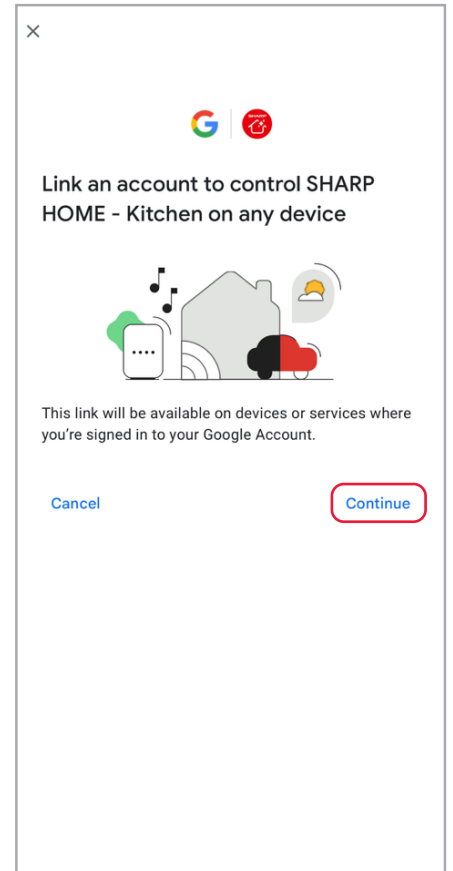 SHARP
Link an account to control SHARP
HOME - Kitchen on any device
This link will be available on devices or services where
you’re signed in to your Google Account.
Cancel
Continue